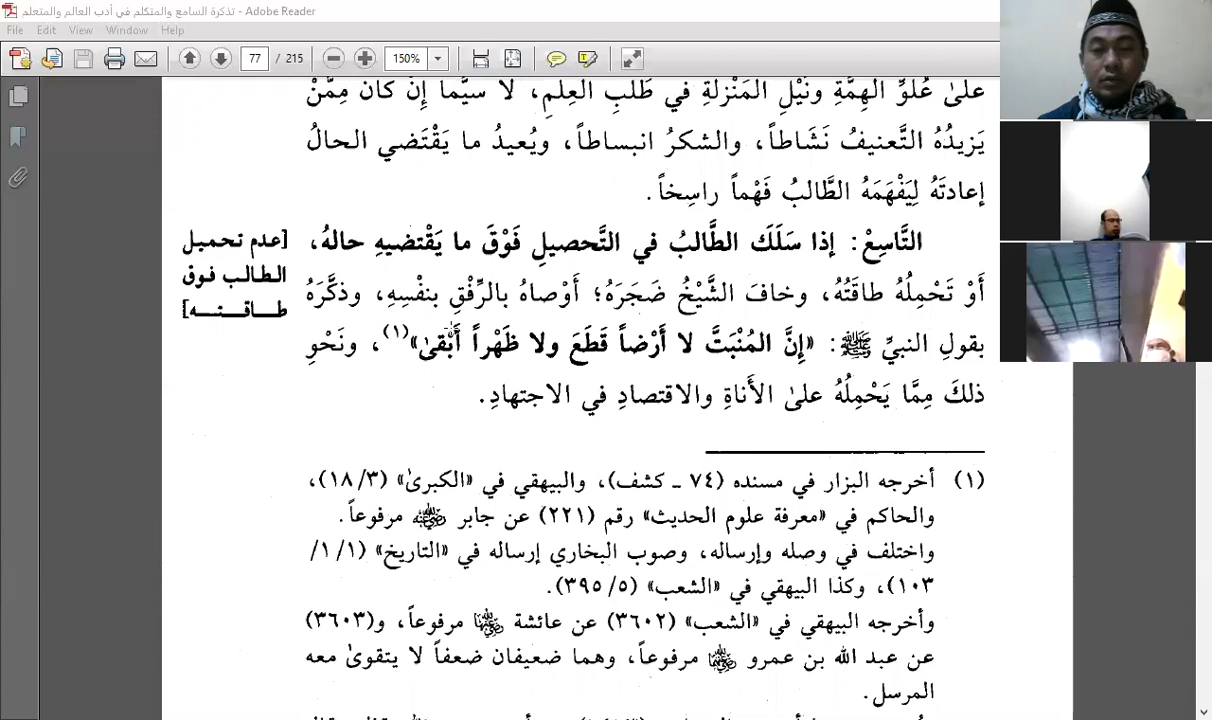 تذكرة السامع والمتكلم في أدب العالم والمتعلم - Adobe Reader
File Edit View Window Help
77 / 215 150%
علىٰ عُلوِّ الهِمَّةِ ونَيْلِ المَنْزلةِ في طَلَبِ العِلمِ، لا سيَّما إن كان مِمَّنْ
يَزيدُهُ التَّعنيفُ نَشَاطاً، والشكرُ انبساطاً، ويُعيدُ ما يَقْتَضي الحالُ
إعادتَهُ لِيَفْهَمَهُ الطَّالبُ فَهْماً راسِخاً.
التَّاسِعْ: إذا سَلَكَ الطَّالبُ في التَّحصيلِ فَوْقَ ما يَقْتضيهِ حالهُ،
[عدم تحميل
الطالب فوق
طاقته]
أَوْ تَحْمِلُهُ طاقَتُهُ، وخافَ الشَّيْخُ ضَجَرَهُ؛ أَوْصاهُ بالرِّفْقِ بنفْسِهِ، وذكَّرَهُ
بقولِ النبيِّ ﷺ: «إنَّ المُنْبَتَّ لا أَرْضاً قَطَعَ ولا ظَهْراً أَبْقىٰ»(١)، ونَحْوِ
ذلكَ مِمَّا يَحْمِلُهُ علىٰ الأَناةِ والاقتصادِ في الاجتهادِ.
(١) أخرجه البزار في مسنده (٧٤ ـ كشف)، والبيهقي في «الكبرىٰ» (١٨/٣)،
والحاكم في «معرفة علوم الحديث» رقم (٢٢١) عن جابر رضي الله عنه مرفوعاً.
واختلف في وصله وإرساله، وصوب البخاري إرساله في «التاريخ» (١/١/
١٠٣)، وكذا البيهقي في «الشعب» (٣٩٥/٥).
وأخرجه البيهقي في «الشعب» (٣٦٠٢) عن عائشة رضي الله عنها مرفوعاً، و(٣٦٠٣)
عن عبد الله بن عمرو رضي الله عنهما مرفوعاً، وهما ضعيفان ضعفاً لا يتقوىٰ معه
المرسل.